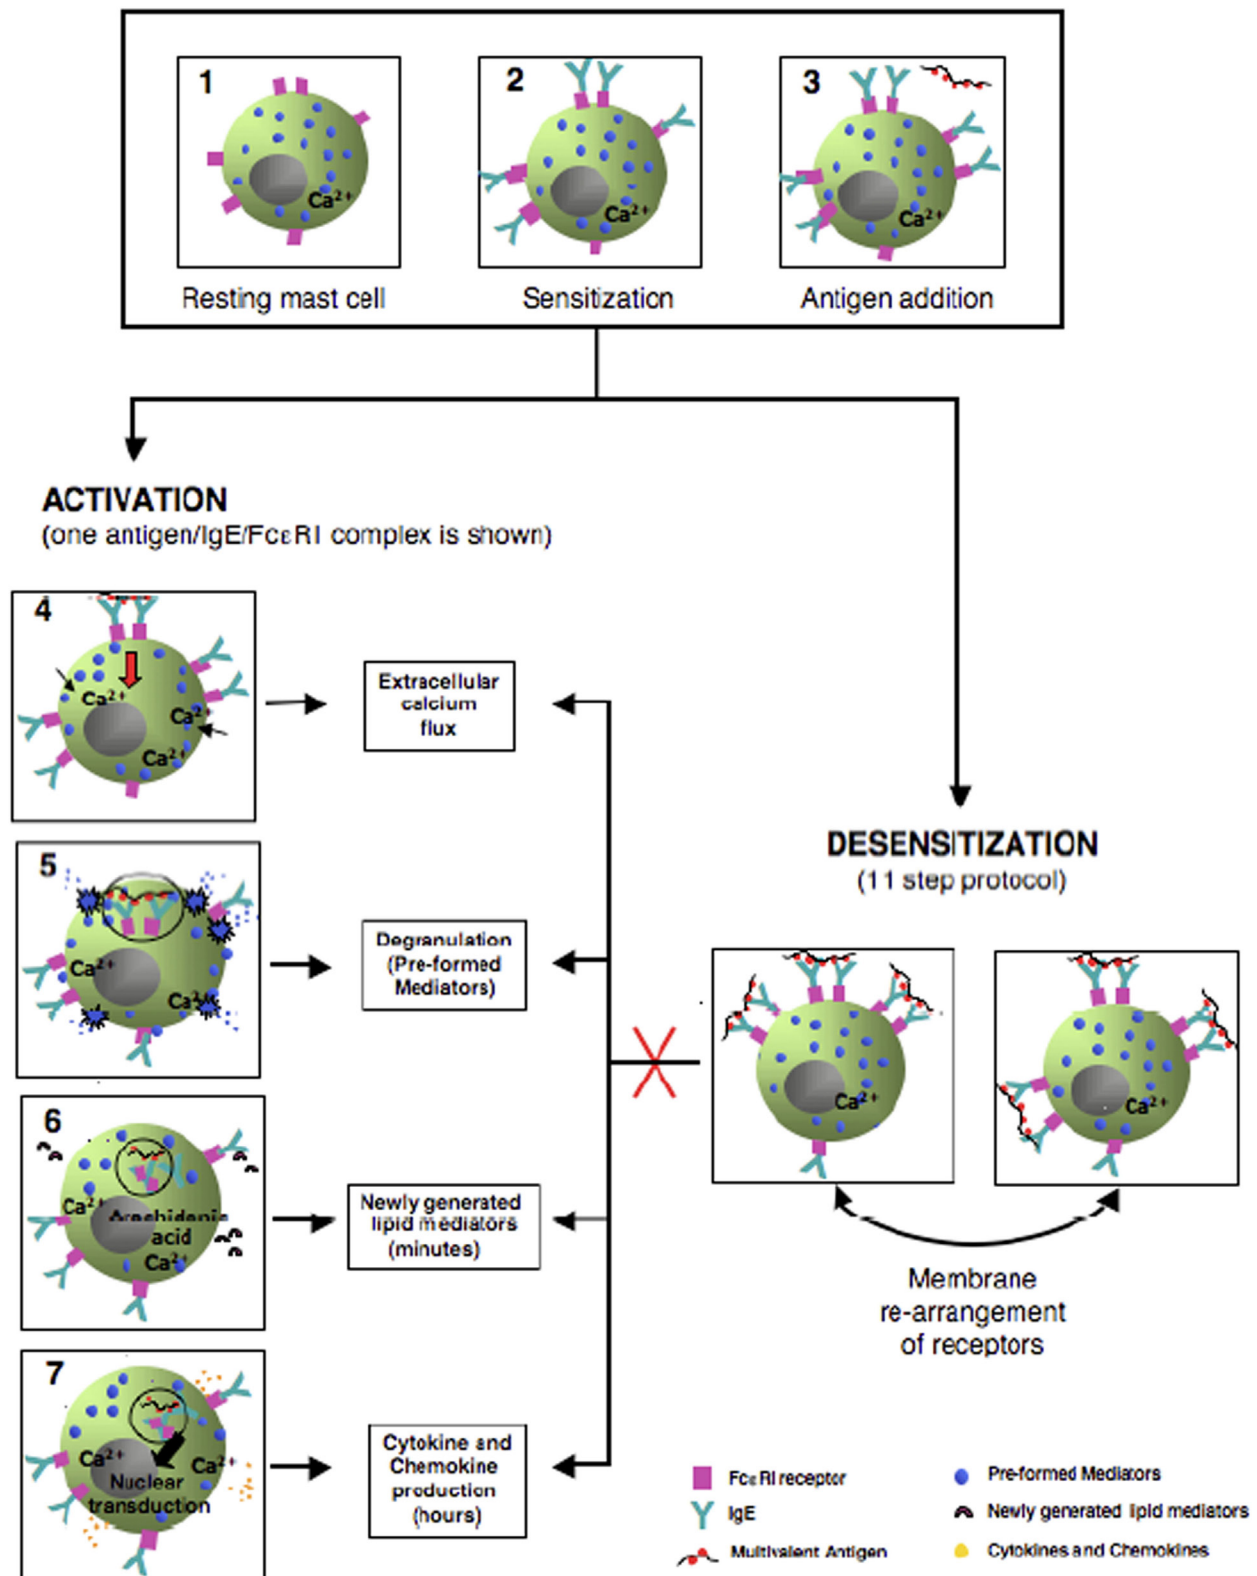 1
2
3
Ca2+
Ca2+
Ca2+
Resting mast cell
Sensitization
Antigen addition
ACTIVATION
(one antigen/IgE/FcεR1 complex is shown)
4
Ca2+
Ca2+
Ca2+
Extracellular
calcium
flux
DESENSITIZATION
(11 step protocol)
5
Ca2+
Ca2+
Degranulation
(Pre-formed
Mediators)
Ca2+
Ca2+
6
Ca2+
Arachidonic
acid
Ca2+
Newly generated
lipid mediators
(minutes)
Membrane
re-arrangement
of receptors
7
Ca2+
Ca2+
Nuclear
transduction
Cytokine and
Chemokine
production
(hours)
FcεRI receptor
IgE
Multivalent Antigen
Pre-formed Mediators
Newly generated lipid mediators
Cytokines and Chemokines